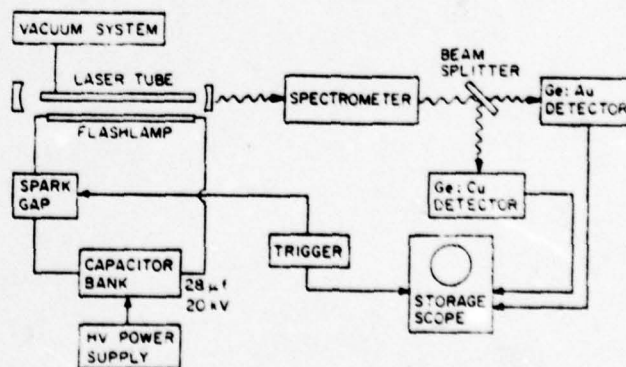 VACUUM SYSTEM
LASER TUBE
FLASHLAMP
SPECTROMETER
BEAM
SPLITTER
Ge: Au
DETECTOR
Ge: Cu
DETECTOR
SPARK
GAP
TRIGGER
CAPACITOR
BANK
28 μf
20 kV
STORAGE
SCOPE
HV POWER
SUPPLY